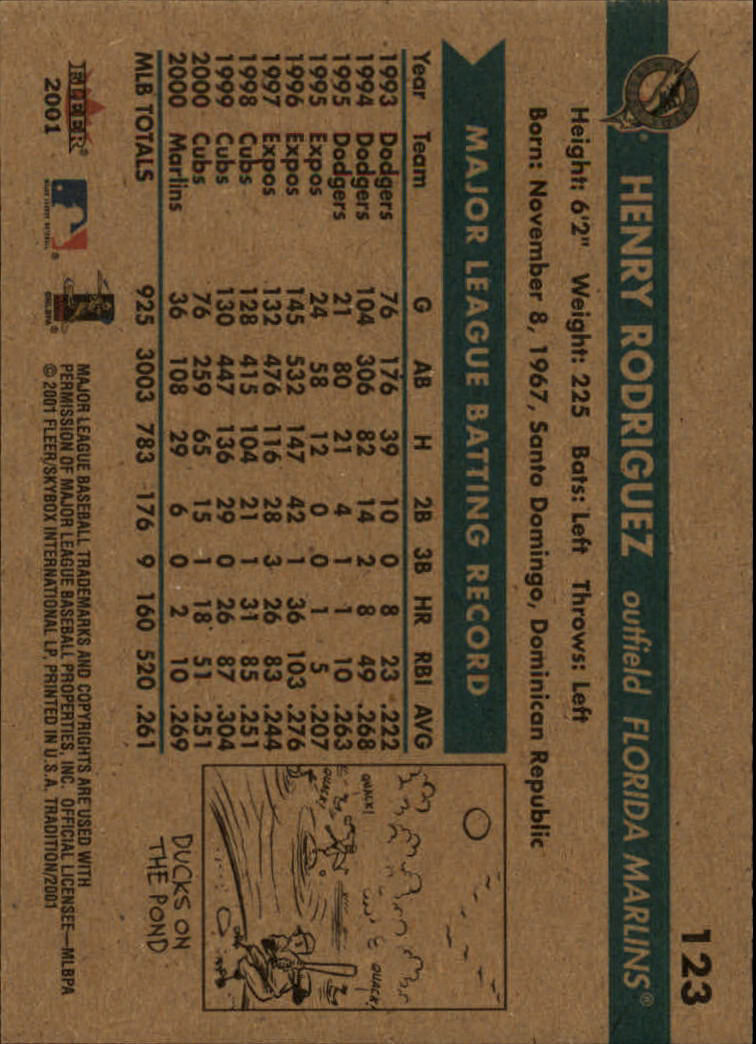 123
HENRY RODRIGUEZ outfield FLORIDA MARLINS®
Height: 6'2" Weight: 225 Bats: Left Throws: Left
Born: November 8, 1967, Santo Domingo, Dominican Republic
MAJOR LEAGUE BATTING RECORD
Year Team G AB H 2B 3B HR RBI AVG
1993 Dodgers 76 176 39 10 0 8 23 .222
1994 Dodgers 104 306 82 14 2 8 49 .268
1995 Dodgers 21 80 21 4 1 1 10 .263
1995 Expos 24 58 12 0 0 1 5 .207
1996 Expos 145 532 147 42 1 36 103 .276
1997 Expos 132 476 116 28 3 26 83 .244
1998 Cubs 128 415 104 21 1 31 85 .251
1999 Cubs 130 447 136 29 0 26 87 .304
2000 Cubs 76 259 65 15 1 18 51 .251
2000 Marlins 36 108 29 6 0 2 10 .269
MLB TOTALS 925 3003 783 176 9 160 520 .261
QUACK!
QUACK!
QUACK!
DUCKS ON
THE POND
FLEER®
2001
MAJOR LEAGUE BASEBALL TRADEMARKS AND COPYRIGHTS ARE USED WITH
PERMISSION OF MAJOR LEAGUE BASEBALL PROPERTIES, INC. OFFICIAL LICENSEE—MLBPA
© 2001 FLEER/SKYBOX INTERNATIONAL LP. PRINTED IN U.S.A. TRADITION/2001